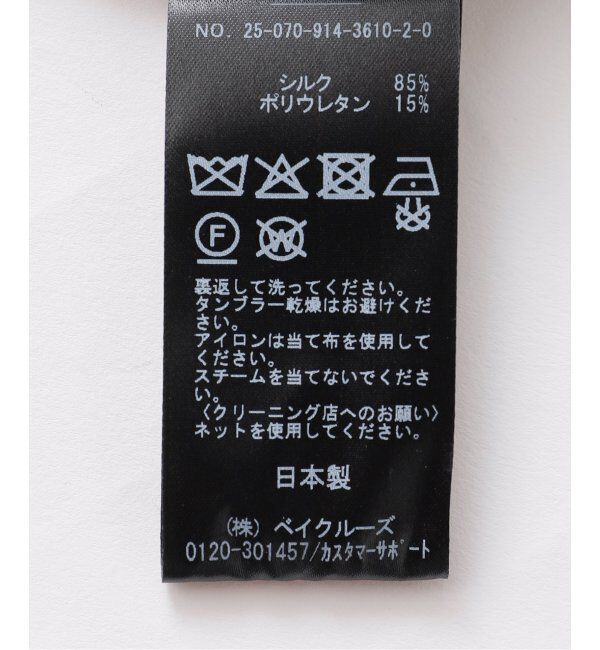 NO. 25-070-914-3610-2-0
シルク 85%
ポリウレタン 15%
F
W
裏返して洗ってください。
タンブラー乾燥はお避けくだ
さい。
アイロンは当て布を使用して
ください。
スチームを当てないでくださ
い。
〈クリーニング店へのお願い〉
ネットを使用してください。
日本製
(株) ベイクルーズ
0120-301457/カスタマーサポート